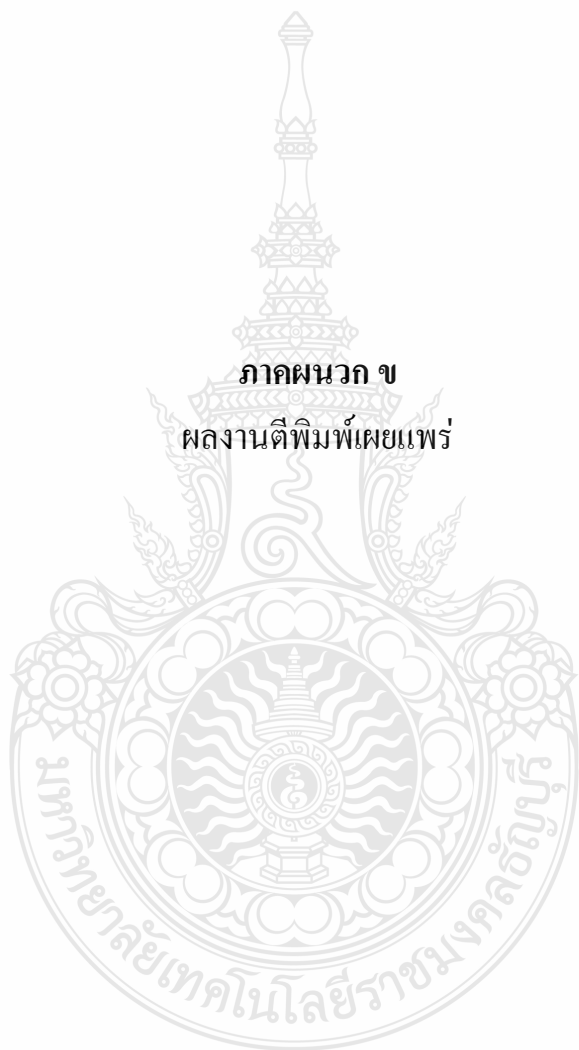 ภาคผนวก ข
ผลงานตีพิมพ์เผยแพร่
มหาวิทยาลัยเทคโนโลยีราชมงคลธัญบุรี